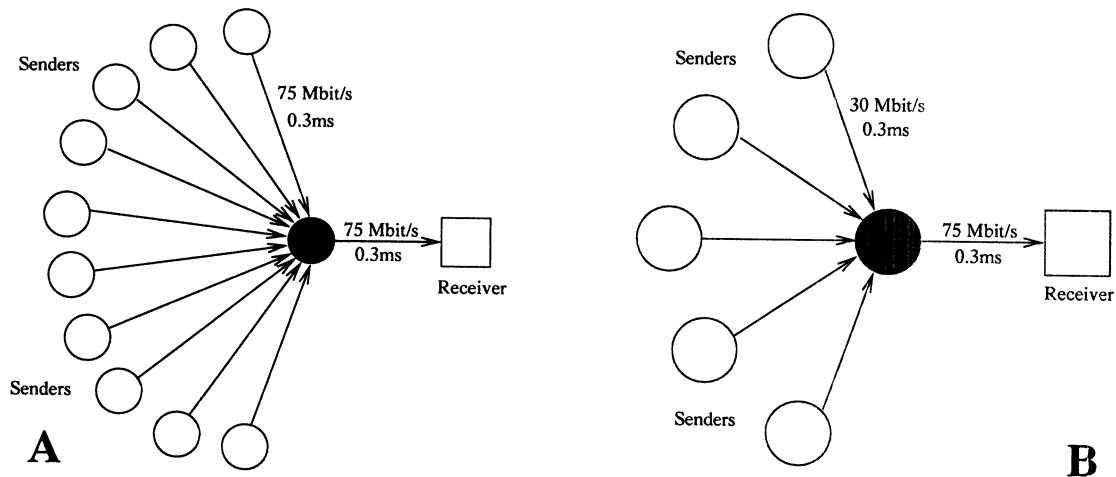 Senders
75 Mbit/s
0.3ms
75 Mbit/s
0.3ms
Receiver
Senders
A
Senders
30 Mbit/s
0.3ms
75 Mbit/s
0.3ms
Receiver
Senders
B